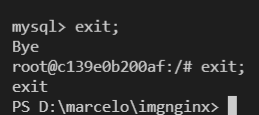 mysql> exit;
Bye
root@c139e0b200af:/# exit;
exit
PS D:\marcelo\imgnginx>